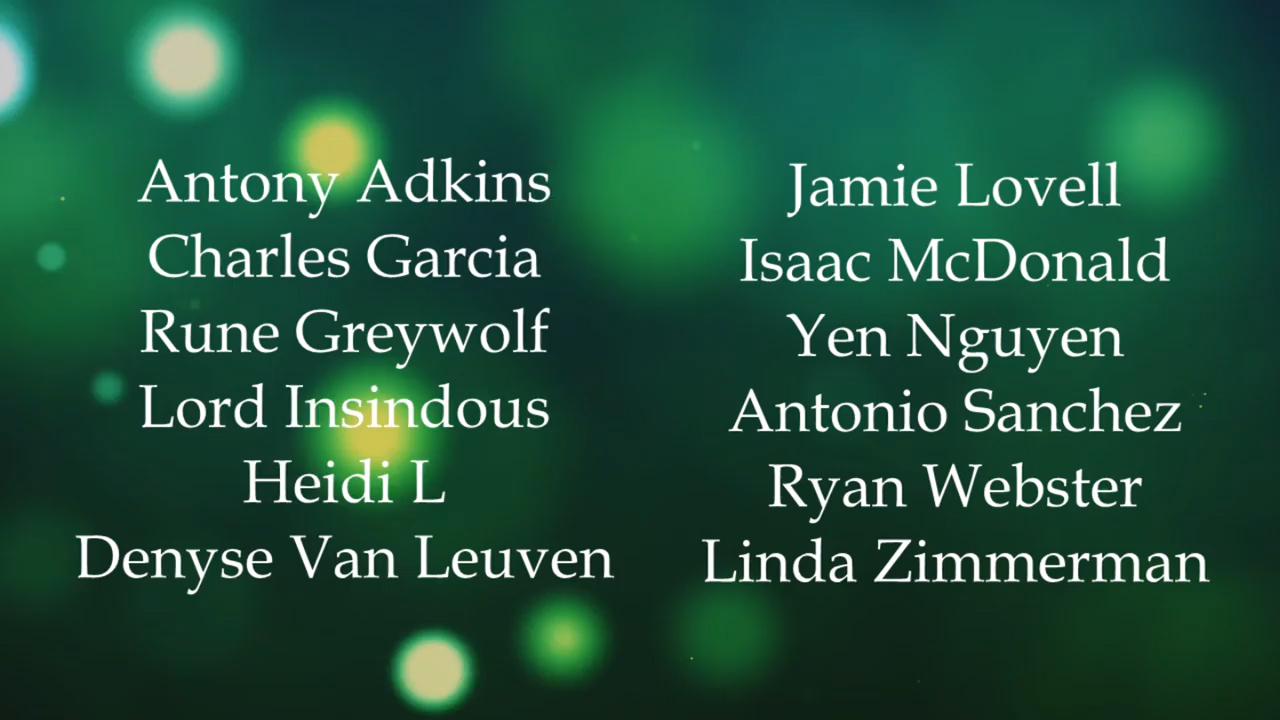 Antony Adkins
Charles Garcia
Rune Greywolf
Lord Insindous
Heidi L
Denyse Van Leuven
Jamie Lovell
Isaac McDonald
Yen Nguyen
Antonio Sanchez
Ryan Webster
Linda Zimmerman